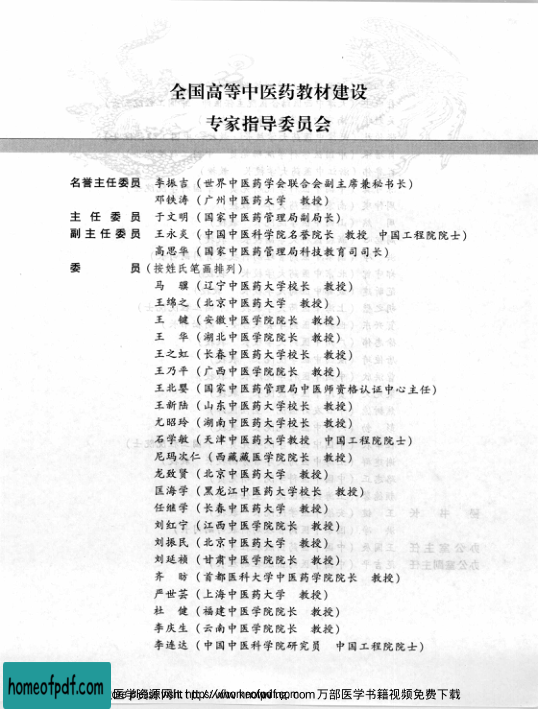 全国高等中医药教材建设
专家指导委员会
名誉主任委员 李振吉（世界中医药学会联合会副主席兼秘书长）
邓铁涛（广州中医药大学 教授）
主任委员 于文明（国家中医药管理局副局长）
副主任委员 王永炎（中国中医科学院名誉院长 教授 中国工程院院士）
高思华（国家中医药管理局科技教育司司长）
委员（按姓氏笔画排列）
马骥（辽宁中医药大学校长 教授）
王绵之（北京中医药大学 教授）
王键（安徽中医学院院长 教授）
王华（湖北中医学院院长 教授）
王之虹（长春中医药大学校长 教授）
王乃平（广西中医学院院长 教授）
王北婴（国家中医药管理局中医师资格认证中心主任）
王新陆（山东中医药大学校长 教授）
尤昭玲（湖南中医药大学校长 教授）
石学敏（天津中医药大学教授 中国工程院院士）
尼玛次仁（西藏藏医学院院长 教授）
龙致贤（北京中医药大学 教授）
匡海学（黑龙江中医药大学校长 教授）
任继学（长春中医药大学 教授）
刘红宁（江西中医学院院长 教授）
刘振民（北京中医药大学 教授）
刘延祯（甘肃中医学院院长 教授）
齐昉（首都医科大学中医药学院院长 教授）
严世芸（上海中医药大学 教授）
杜健（福建中医学院院长 教授）
李庆生（云南中医学院院长 教授）
李连达（中国中医科学院研究员 中国工程院院士）
homeofpdf.com
医学资源网 万部医学书籍视频免费下载